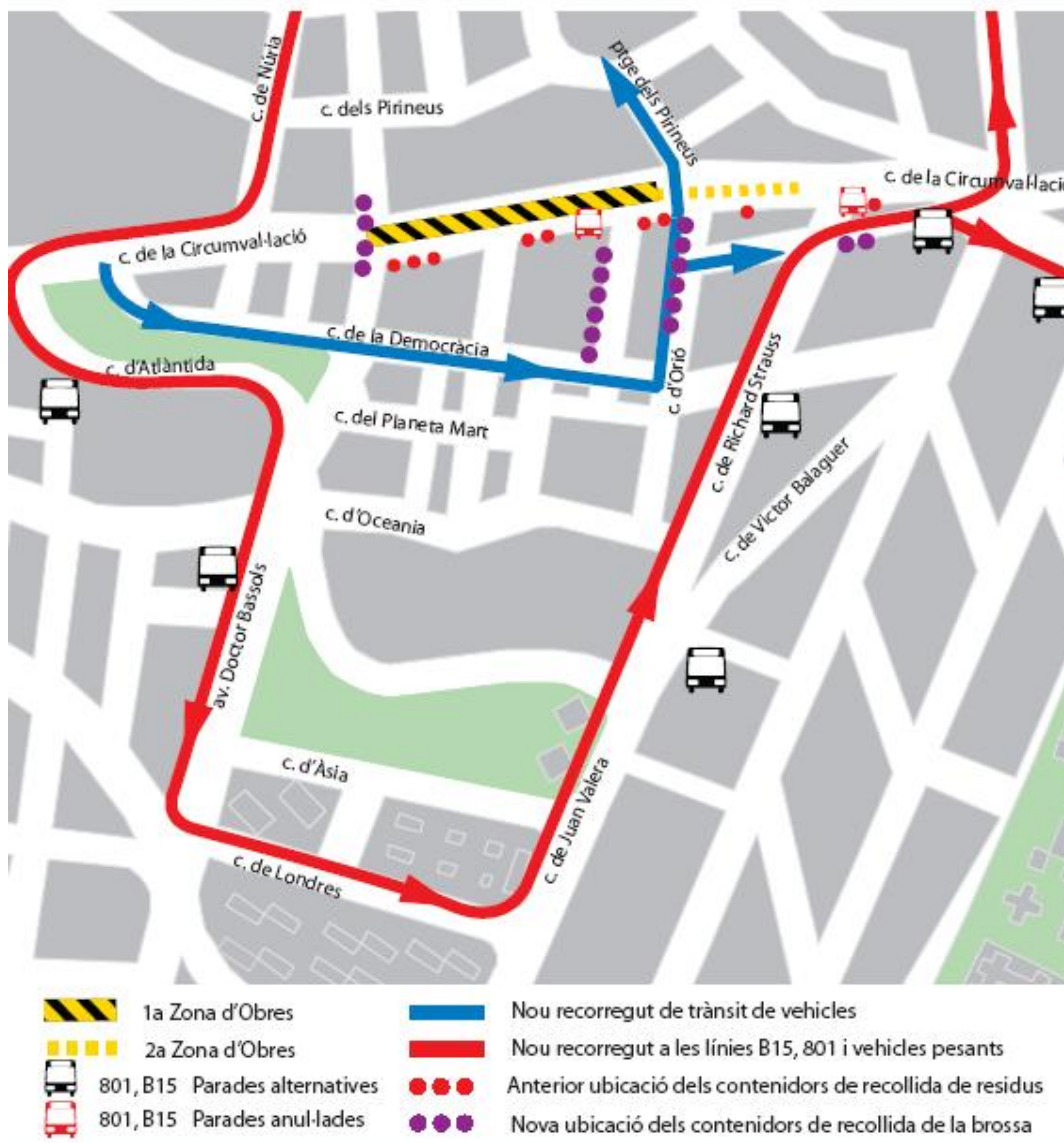 c. de Núria
ptge dels Pirineus
c. dels Pirineus
c. de la Circumval·lació
c. de la Circumval·lació
c. de la Democràcia
c. d'Atlàntida
c. d'Orió
c. del Planeta Mart
c. de Richard Strauss
c. de Victor Balaguer
c. d'Oceania
av. Doctor Bassols
c. d'Àsia
c. de Juan Valera
c. de Londres
1a Zona d'Obres
Nou recorregut de trànsit de vehicles
2a Zona d'Obres
Nou recorregut a les línies B15, 801 i vehicles pesants
801, B15 Parades alternatives
Anterior ubicació dels contenidors de recollida de residus
801, B15 Parades anul·lades
Nova ubicació dels contenidors de recollida de la brossa